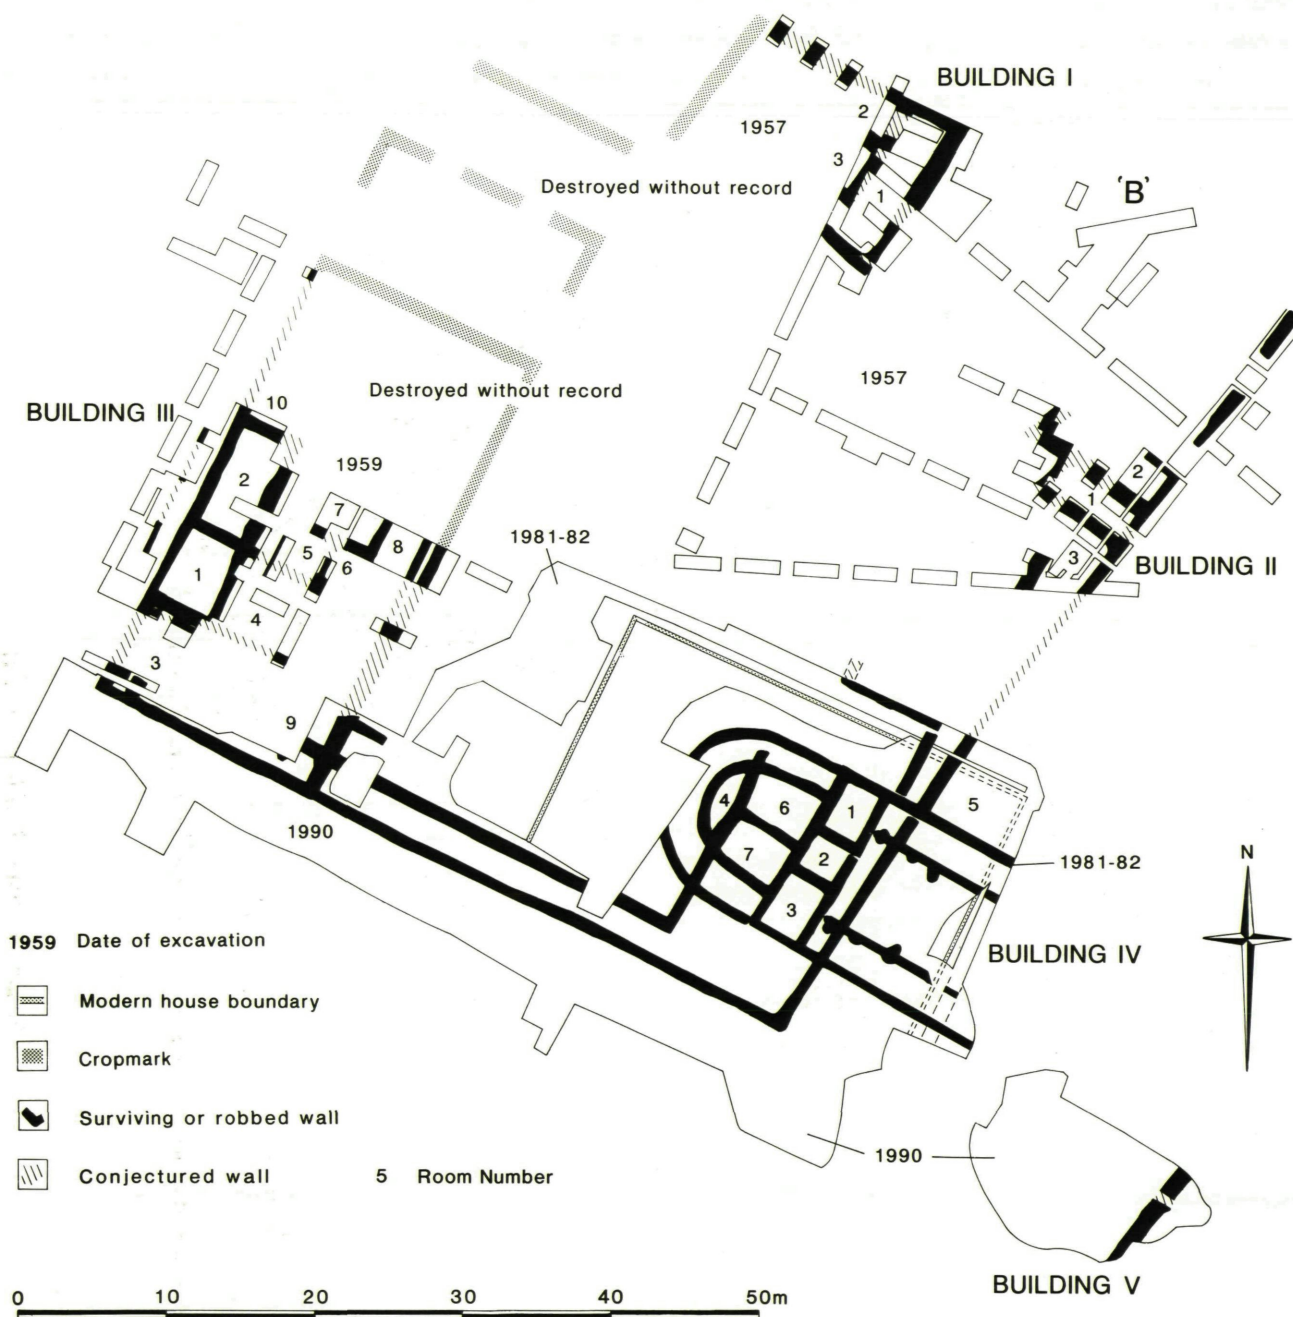 BUILDING I
2
1957
3
Destroyed without record
1
'B'
1957
Destroyed without record
10
BUILDING III
1959
2
2
7
1
1981-82
5
8
6
3
BUILDING II
1
4
3
9
5
4
6
1
1990
7
2
1981-82
3
N
1959 Date of excavation
BUILDING IV
Modern house boundary
Cropmark
Surviving or robbed wall
1990
Conjectured wall
5 Room Number
BUILDING V
0 10 20 30 40 50m